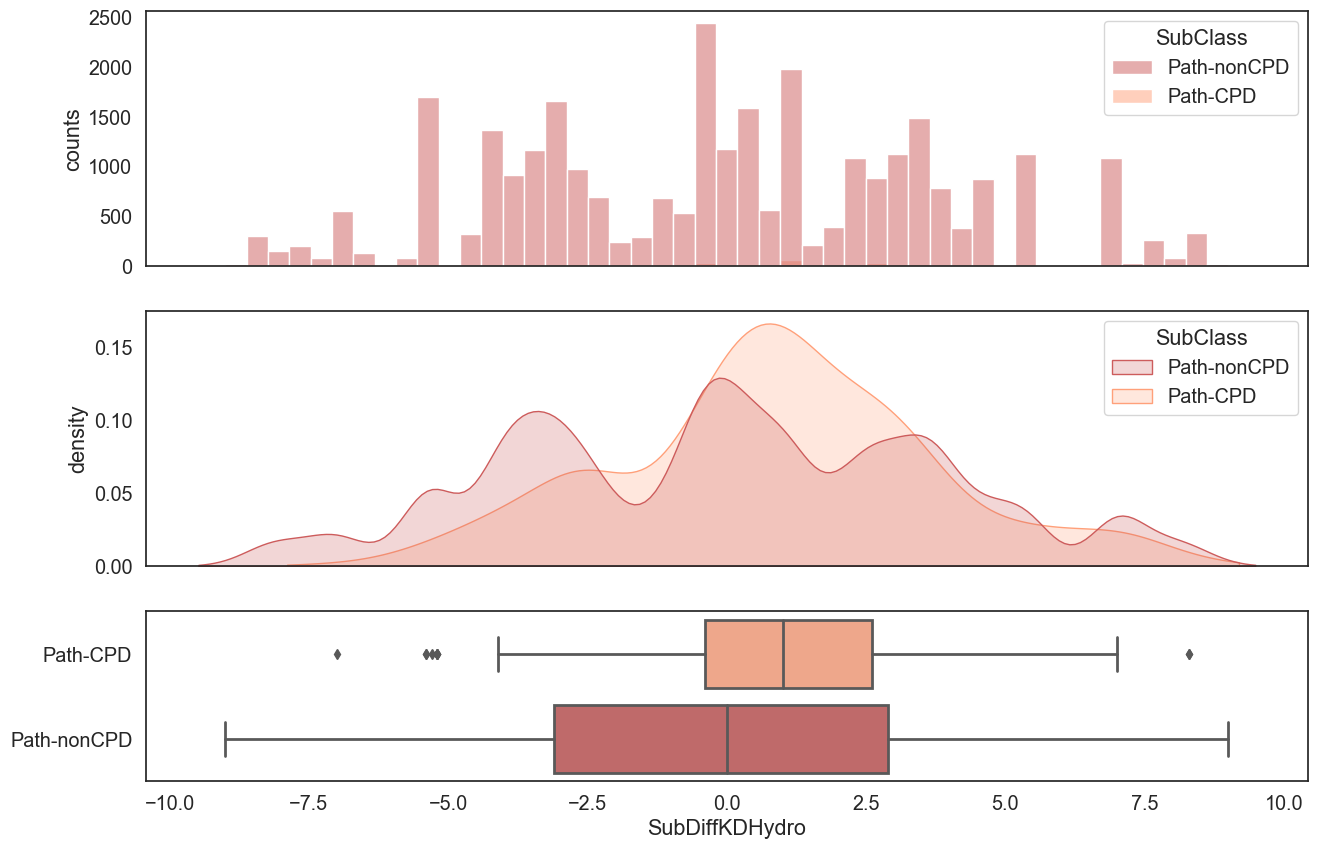 2500
2000
1500
1000
500
0
counts
SubClass
Path-nonCPD
Path-CPD
0.15
0.10
0.05
0.00
density
SubClass
Path-nonCPD
Path-CPD
Path-CPD
Path-nonCPD
−10.0 −7.5 −5.0 −2.5 0.0 2.5 5.0 7.5 10.0
SubDiffKDHydro